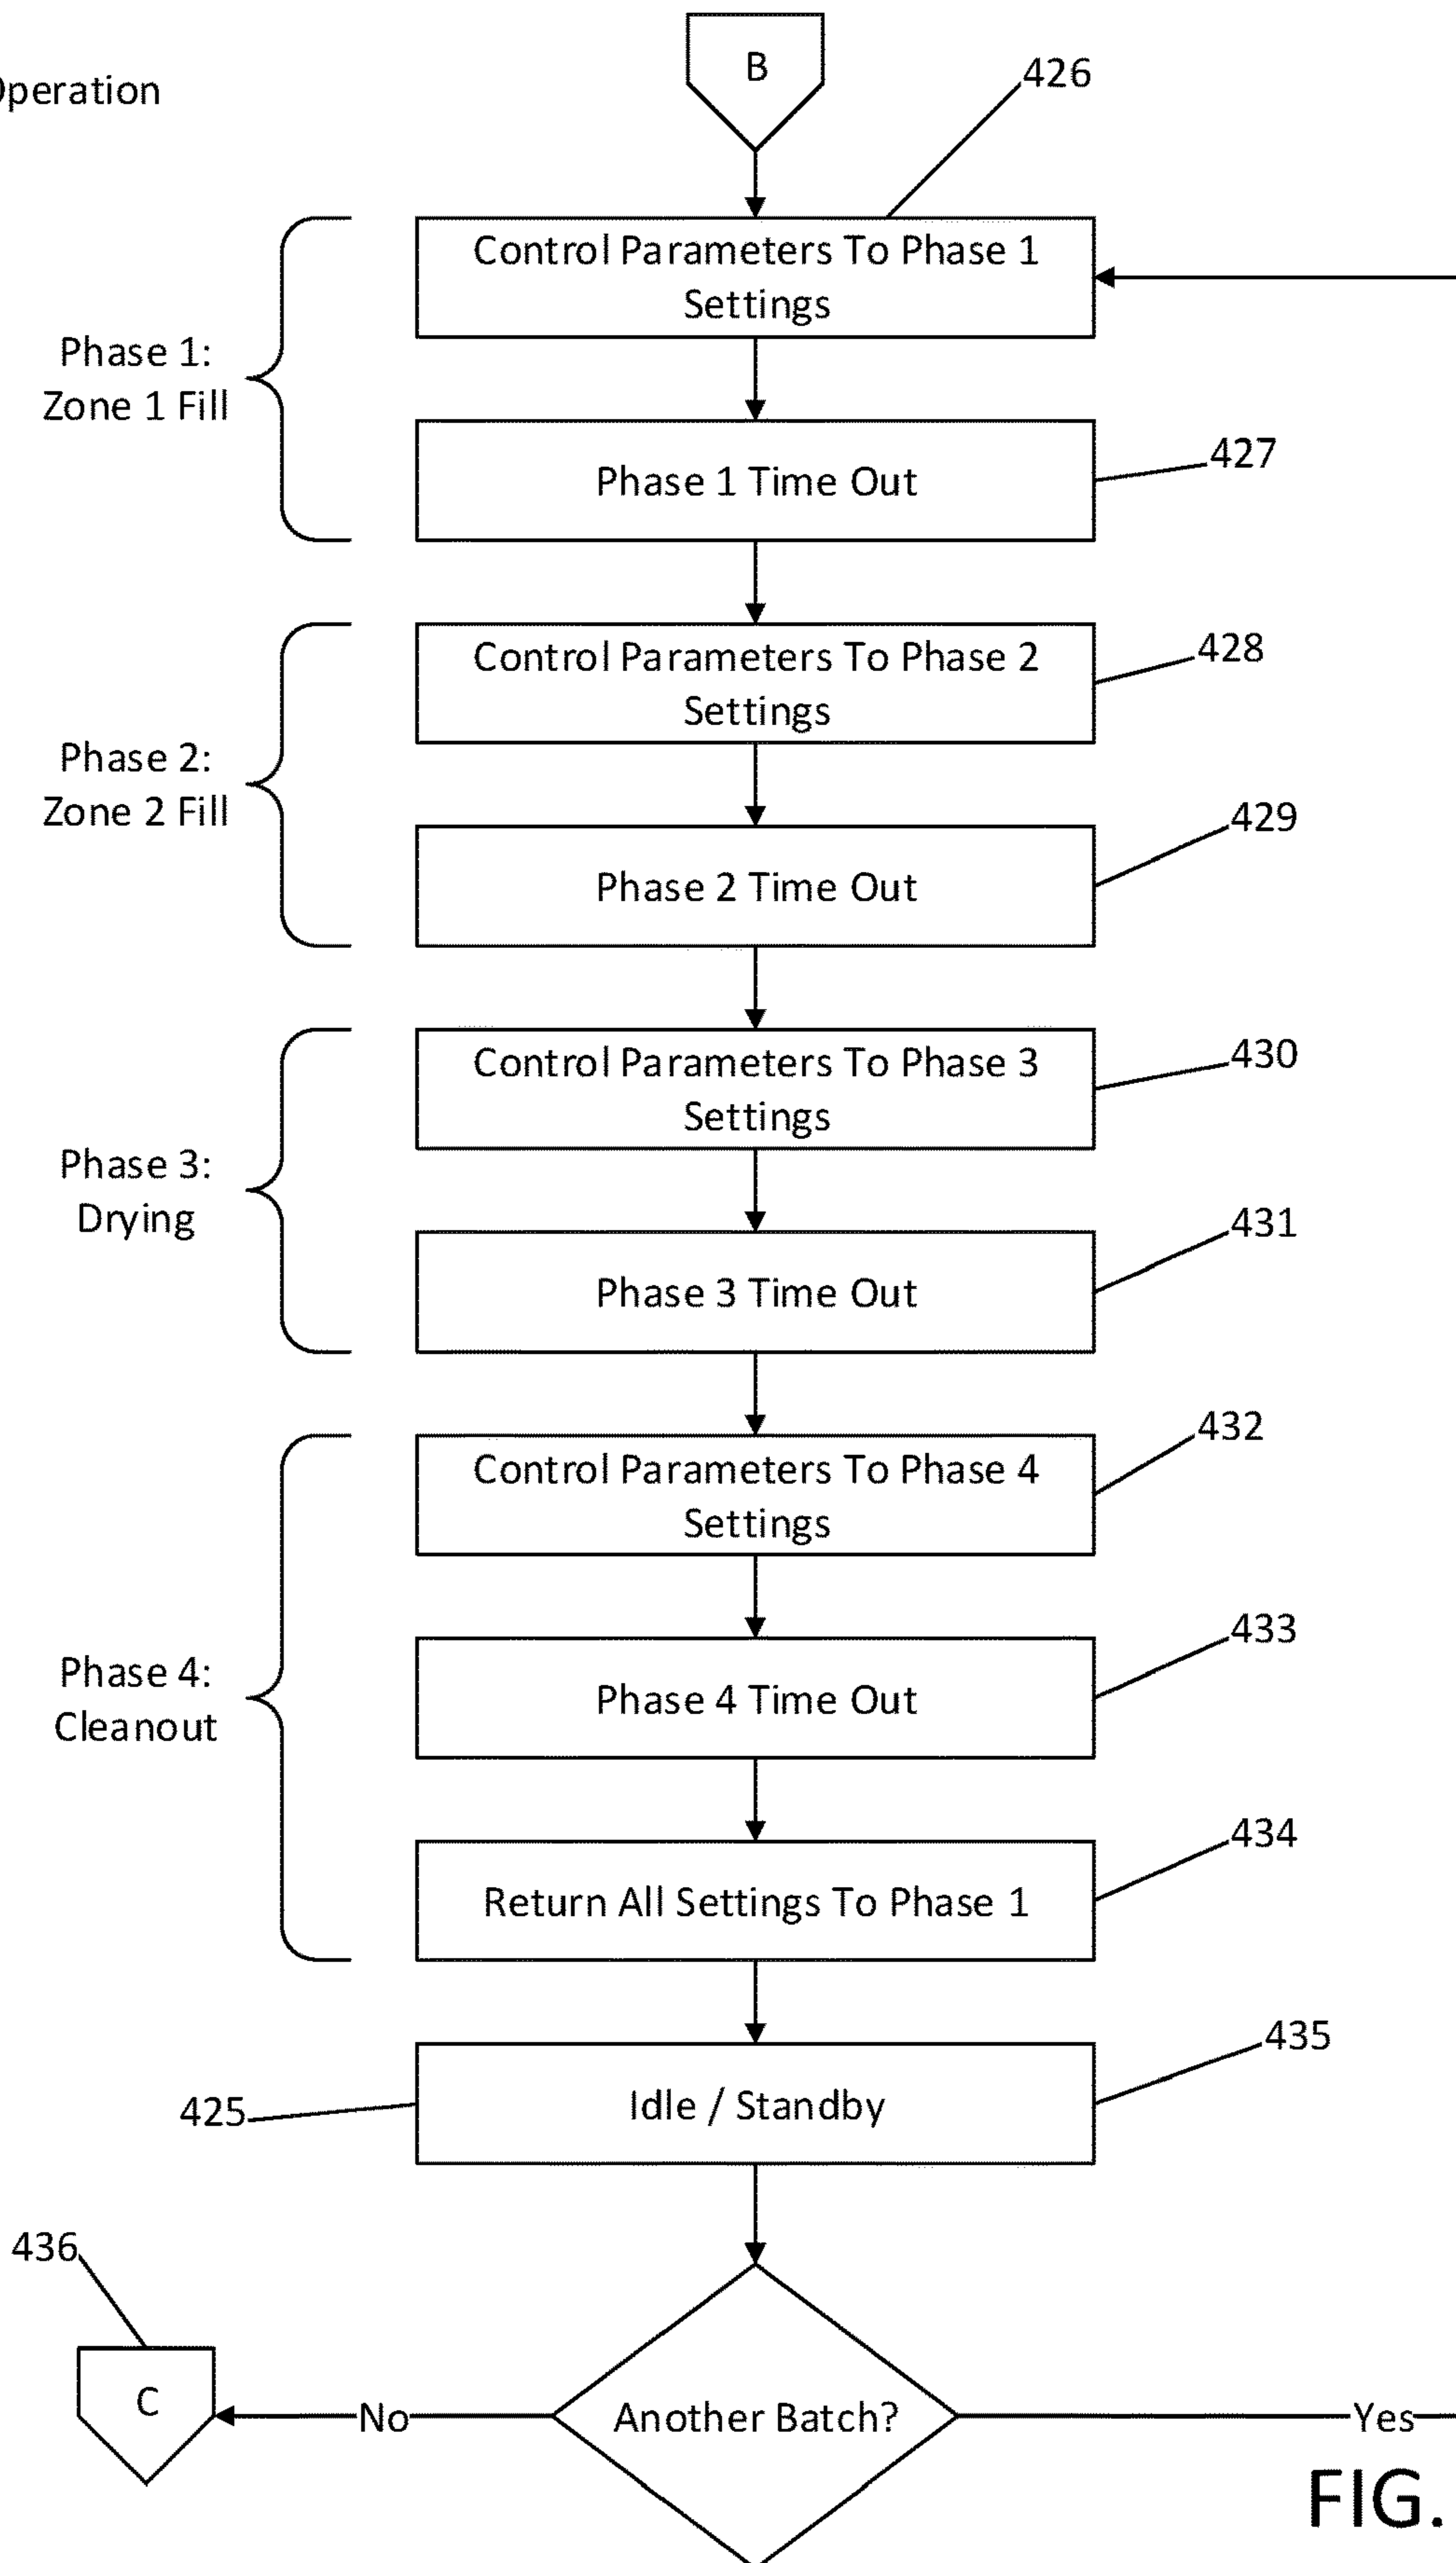 B
426
Operation
Control Parameters To Phase 1
Settings
Phase 1:
Zone 1 Fill
427
Phase 1 Time Out
428
Control Parameters To Phase 2
Settings
Phase 2:
Zone 2 Fill
429
Phase 2 Time Out
430
Control Parameters To Phase 3
Settings
Phase 3:
Drying
431
Phase 3 Time Out
432
Control Parameters To Phase 4
Settings
433
Phase 4:
Cleanout
Phase 4 Time Out
434
Return All Settings To Phase 1
435
425
Idle / Standby
436
C
No
Another Batch?
Yes
FIG.